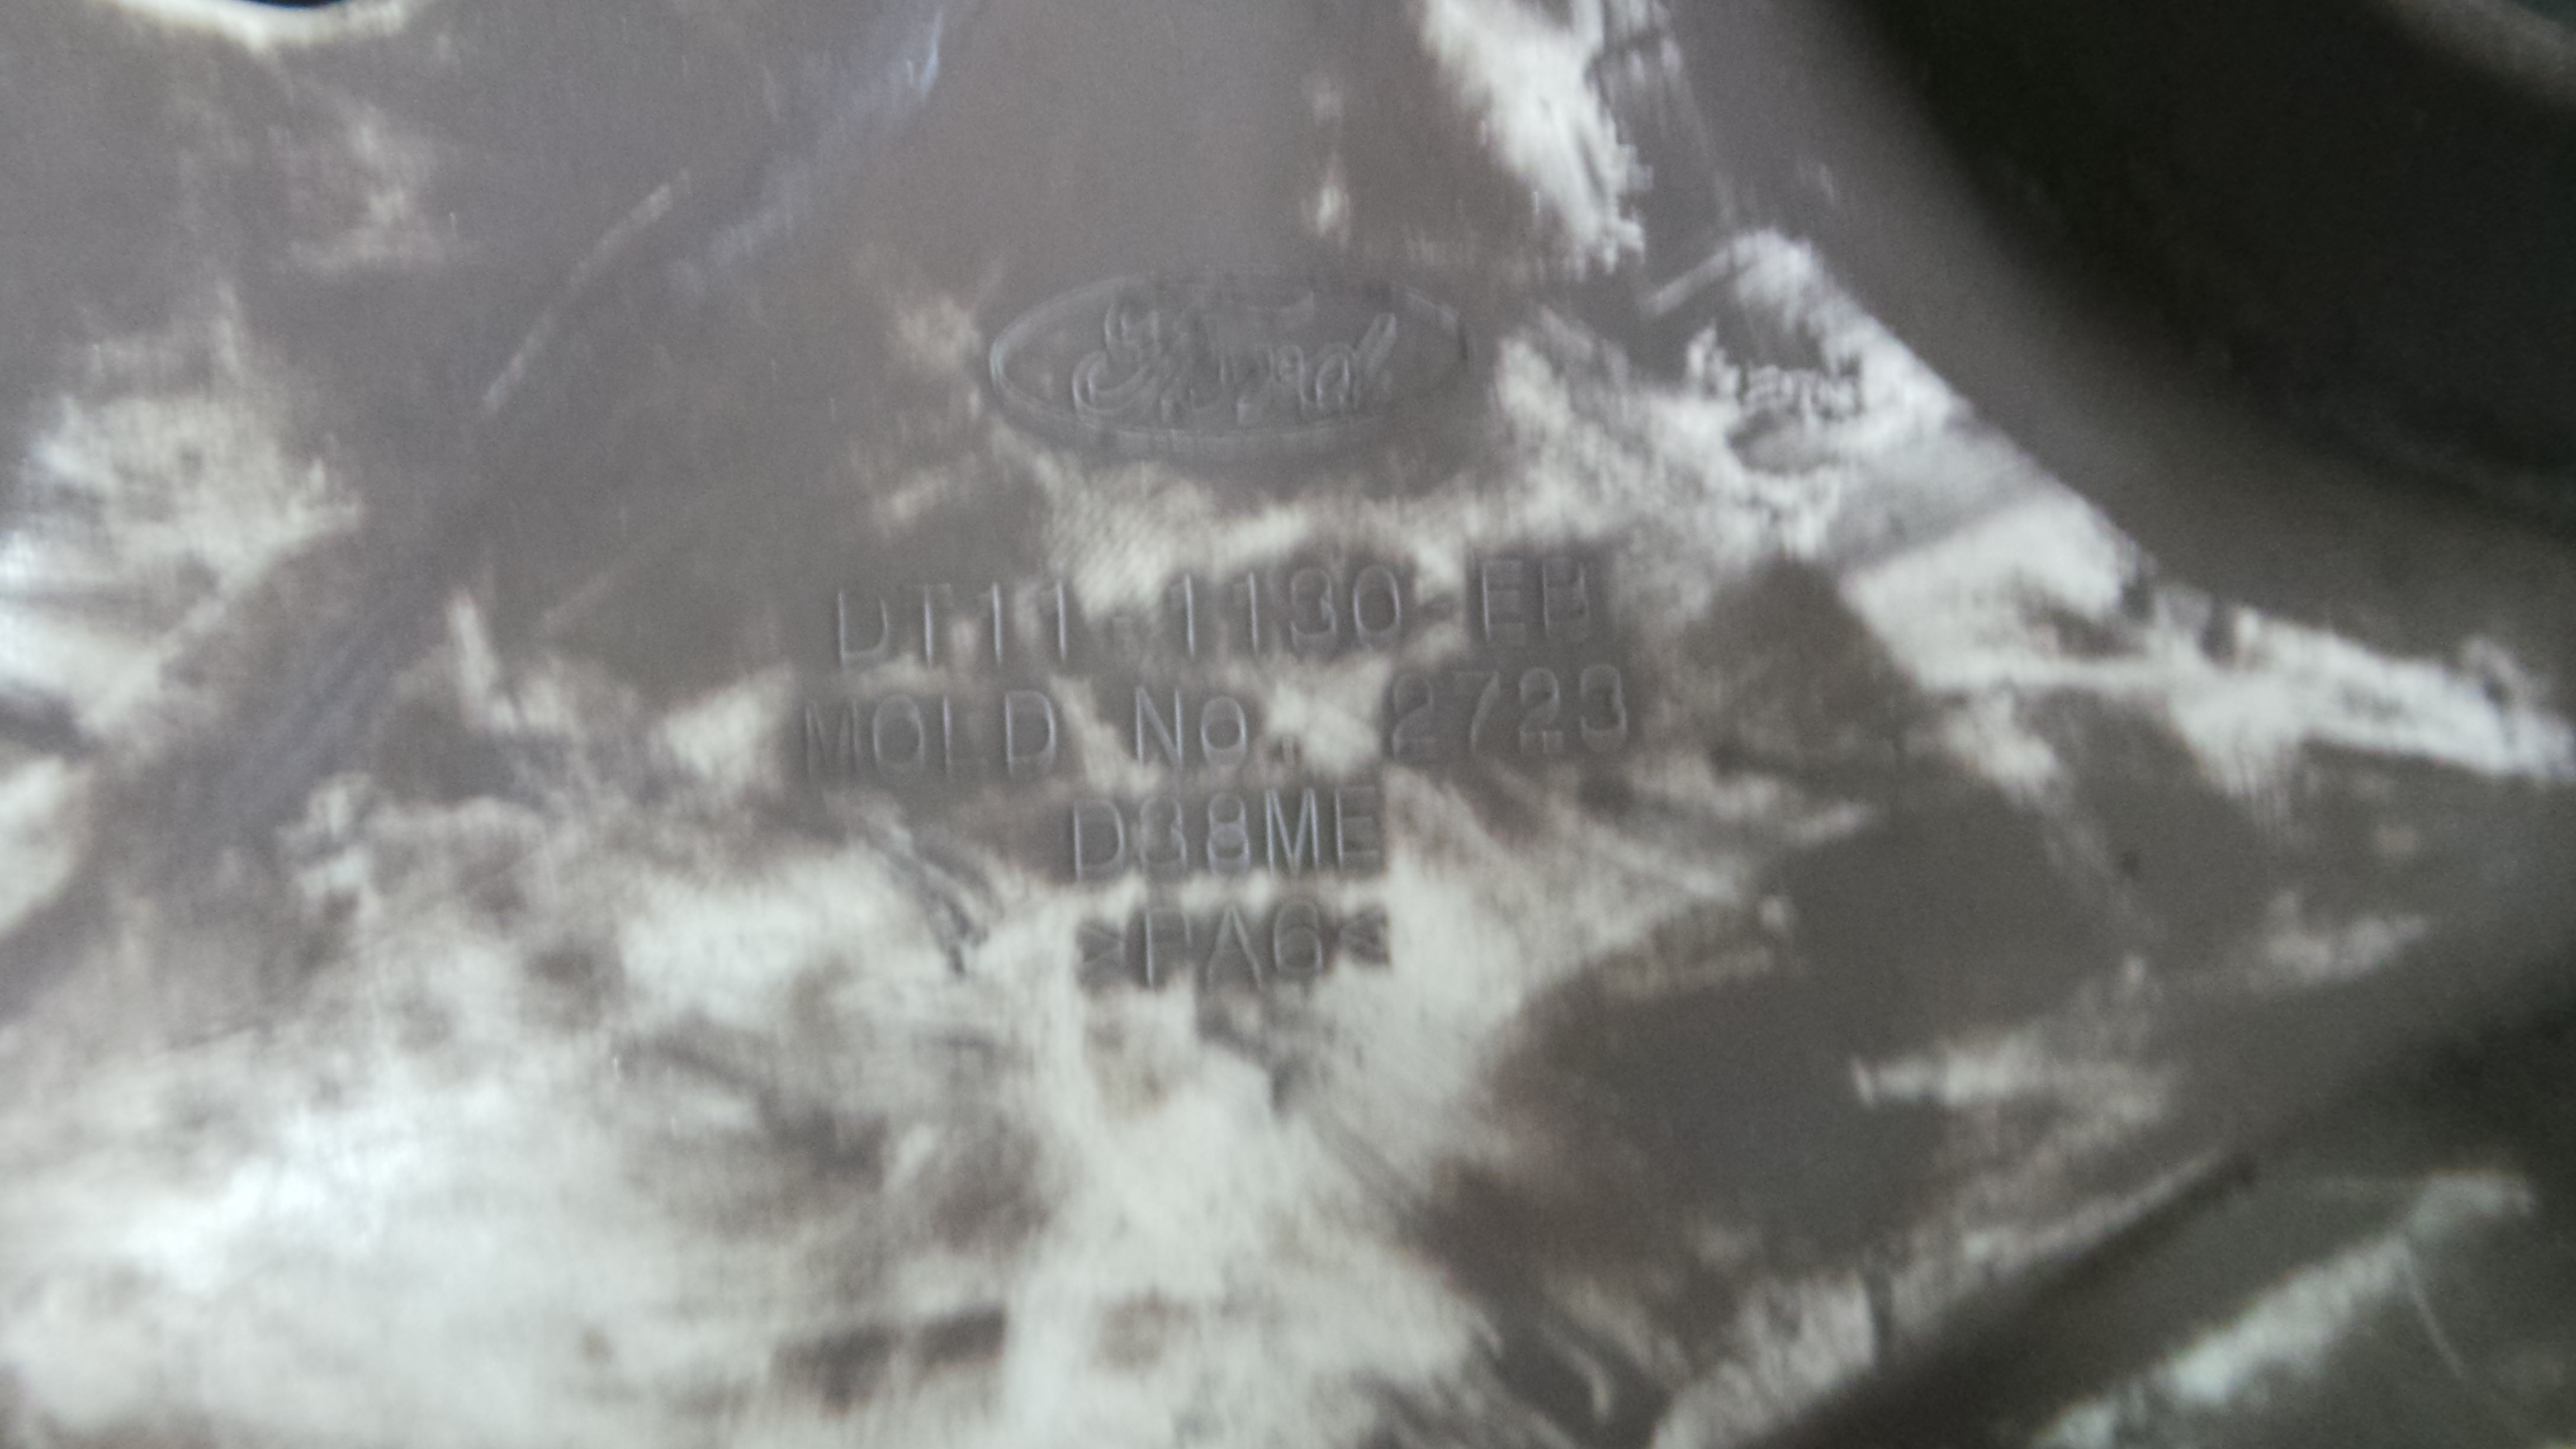 Ford
DT11-1130-EB
MOLD No. 2723
D38ME
>PA6<